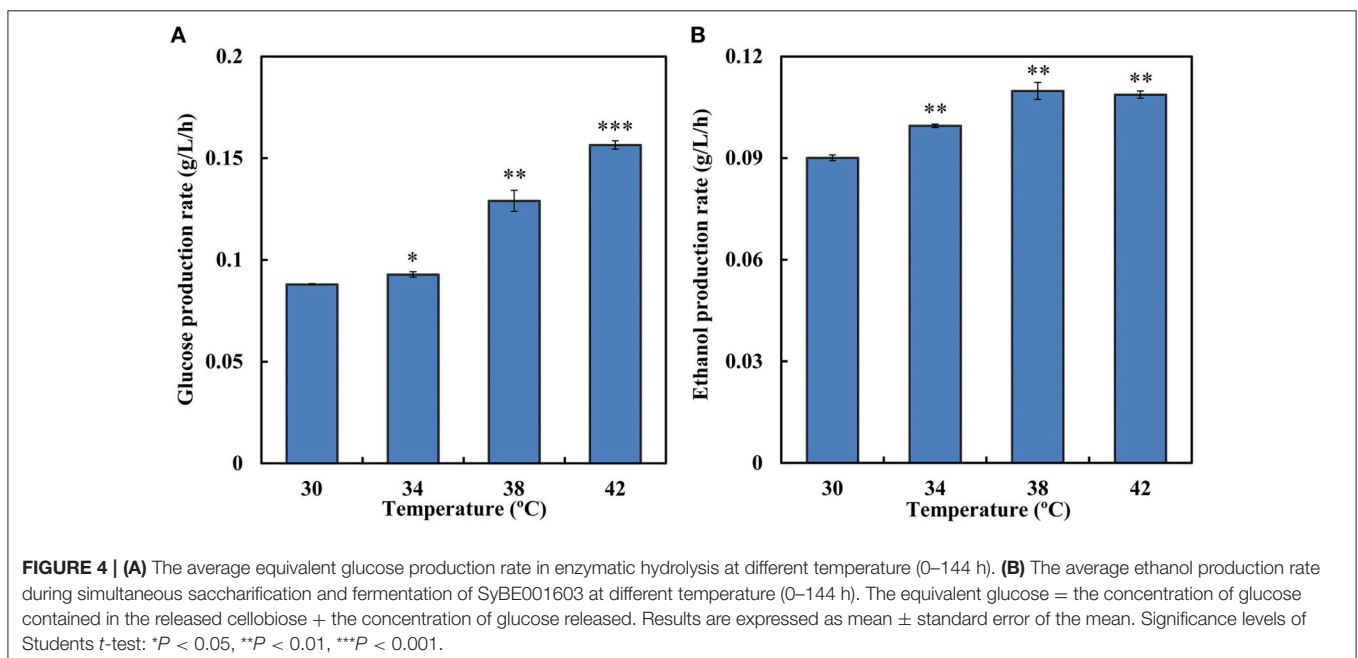 A
B
0.2
0.15
0.1
0.05
0
Glucose production rate (g/L/h)
*
**
***
30 34 38 42
Temperature (ºC)
0.12
0.09
0.06
0.03
0
Ethanol production rate (g/L/h)
**
**
**
30 34 38 42
Temperature (ºC)
FIGURE 4 | (A) The average equivalent glucose production rate in enzymatic hydrolysis at different temperature (0–144 h). (B) The average ethanol production rate
during simultaneous saccharification and fermentation of SyBE001603 at different temperature (0–144 h). The equivalent glucose = the concentration of glucose
contained in the released cellobiose + the concentration of glucose released. Results are expressed as mean ± standard error of the mean. Significance levels of
Students t-test: *P < 0.05, **P < 0.01, ***P < 0.001.